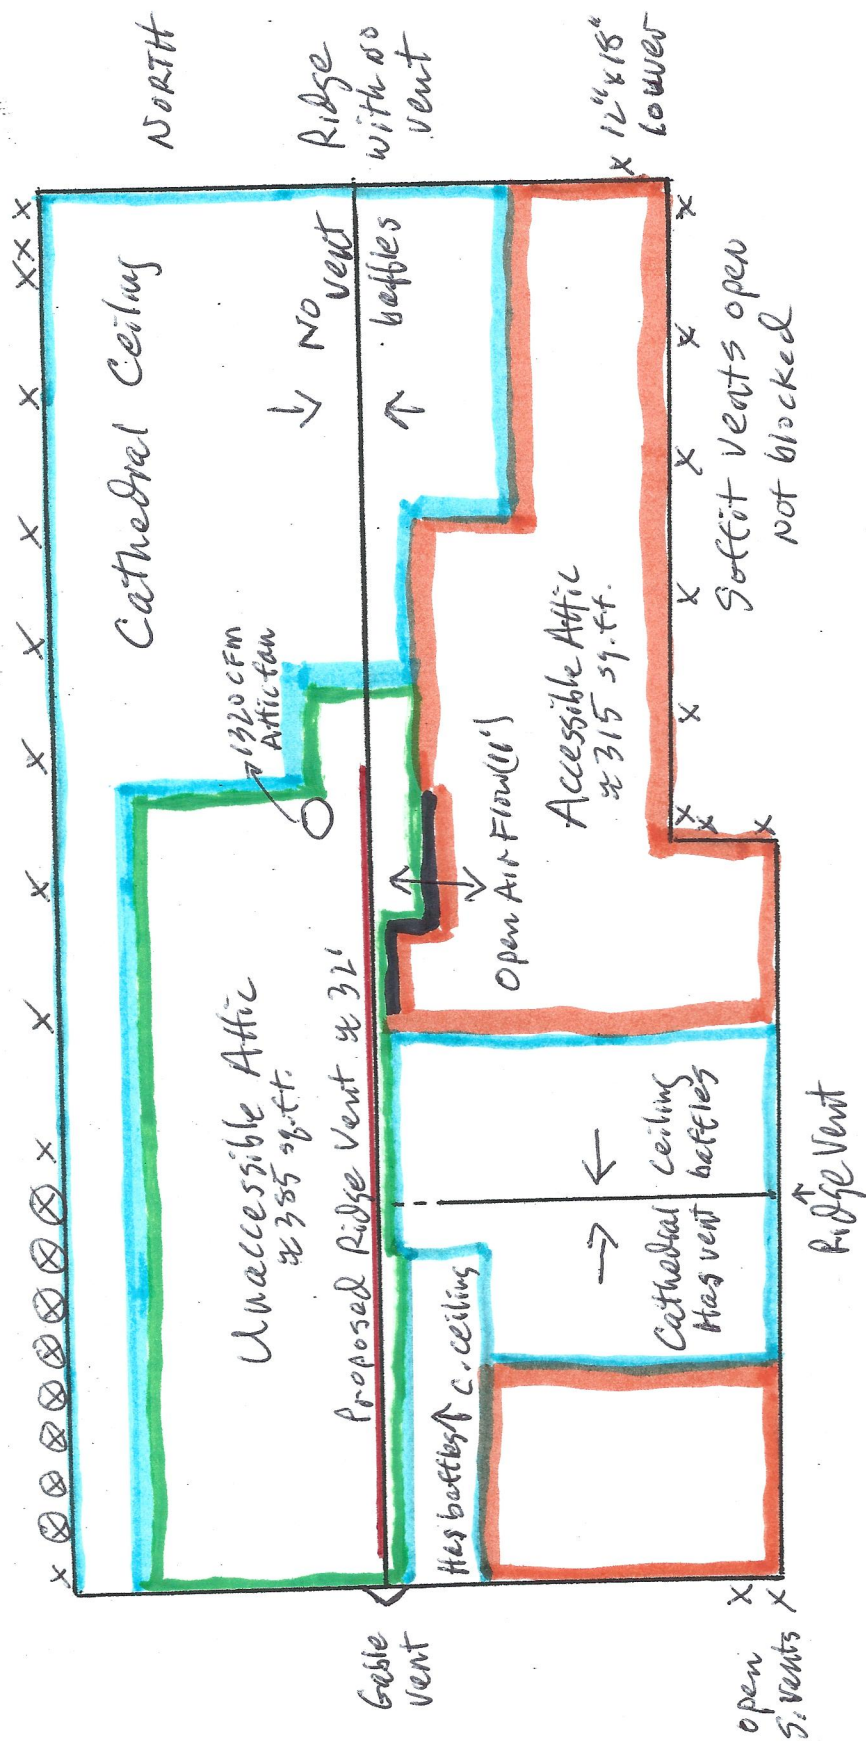 NORTH
Ridge
with no
vent
12" x 18"
Louver
Cathedral Ceiling
No
vent
baffles
1320 CFM
Attic fan
Unaccessible Attic
≈ 385 sq. ft.
Proposed Ridge Vent ≈ 32'
Open Air Flow (11')
Accessible Attic
≈ 315 sq. ft.
Soffit vents open
Not blocked
Has baffles
C. ceiling
Cathedral
Has vent
Ceiling
baffles
Ridge Vent
Gable
vent
open
S. vents